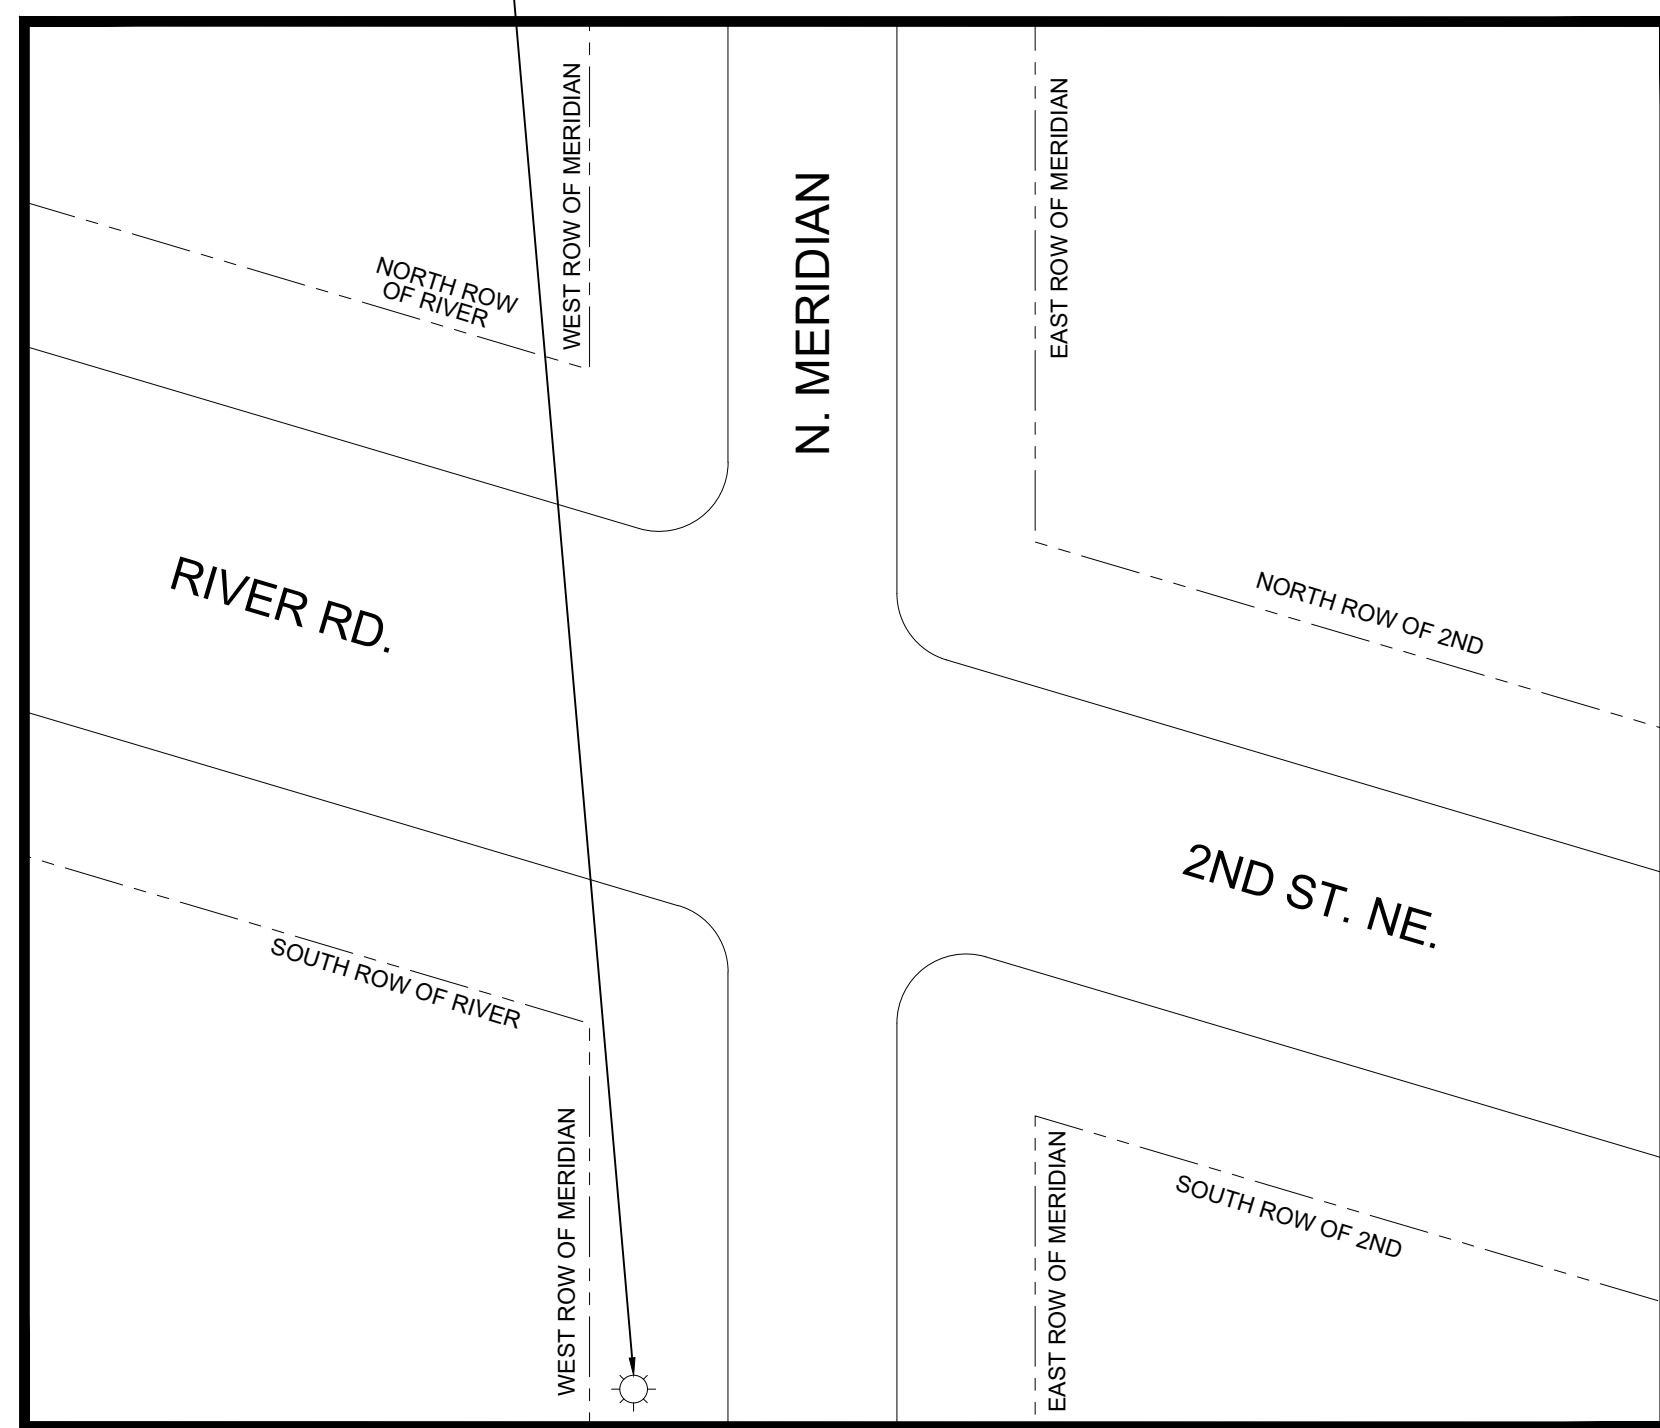 WEST ROW OF MERIDIAN
EAST ROW OF MERIDIAN
N. MERIDIAN
NORTH ROW
OF RIVER
RIVER RD.
NORTH ROW OF 2ND
2ND ST. NE.
SOUTH ROW OF RIVER
WEST ROW OF MERIDIAN
EAST ROW OF MERIDIAN
SOUTH ROW OF 2ND